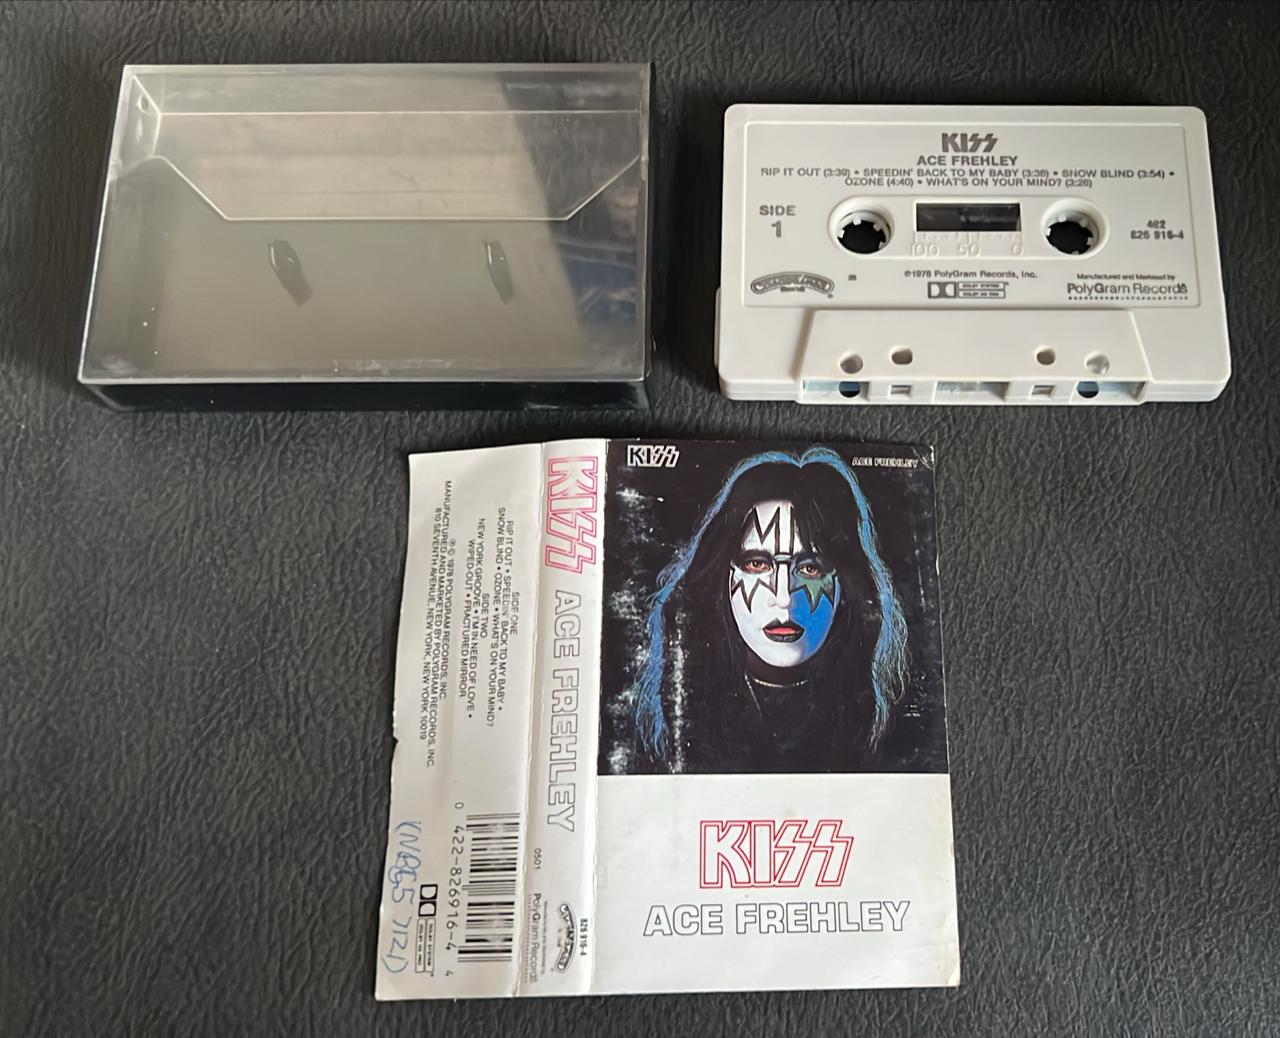 KISS
ACE FREHLEY
RIP IT OUT (3:39) • SPEEDIN' BACK TO MY BABY (3:36) • SNOW BLIND (3:54) •
OZONE (4:40) • WHAT'S ON YOUR MIND? (3:26)
SIDE
1
422
826 916-4
100 50 0
©1978 PolyGram Records, Inc.
DOLBY SYSTEM
Manufactured and Marketed by
PolyGram Records
KISS
ACE FREHLEY
KISS
ACE FREHLEY
KISS ACE FREHLEY
0501
826 916-4
PolyGram Records
SIDE ONE
RIP IT OUT • SPEEDIN' BACK TO MY BABY •
SNOW BLIND • OZONE • WHAT'S ON YOUR MIND?
SIDE TWO
NEW YORK GROOVE • I'M IN NEED OF LOVE •
WIPED-OUT • FRACTURED MIRROR
℗ © 1978 POLYGRAM RECORDS, INC.
MANUFACTURED AND MARKETED BY POLYGRAM RECORDS, INC.
810 SEVENTH AVENUE, NEW YORK, NEW YORK 10019
0 422-826916-4 4
DOLBY SYSTEM